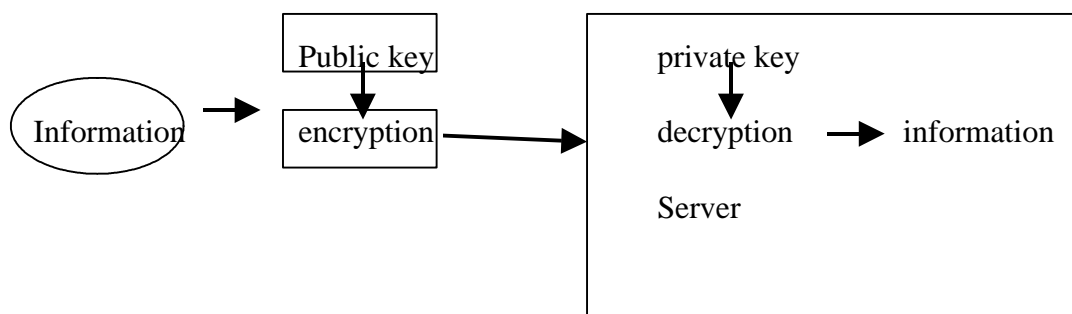 Public key
private key
Information
encryption
decryption
information
Server